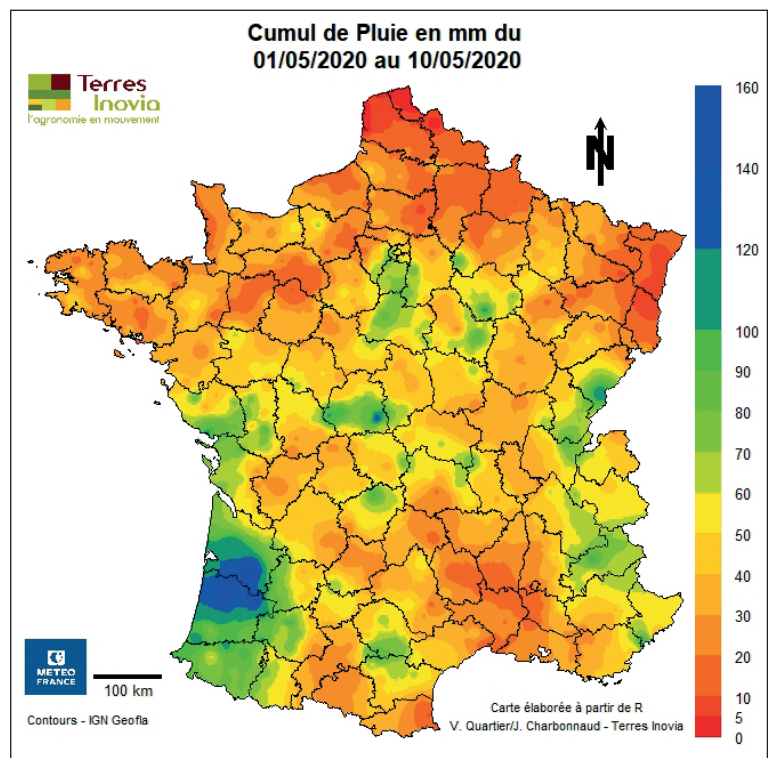 Cumul de Pluie en mm du
01/05/2020 au 10/05/2020
Terres
Inovia
l'agronomie en mouvement
N
160
140
120
100
90
80
70
60
50
40
30
20
10
5
0
METEO
FRANCE
100 km
Contours - IGN Geofla
Carte élaborée à partir de R
V. Quartier/J. Charbonnaud - Terres Inovia